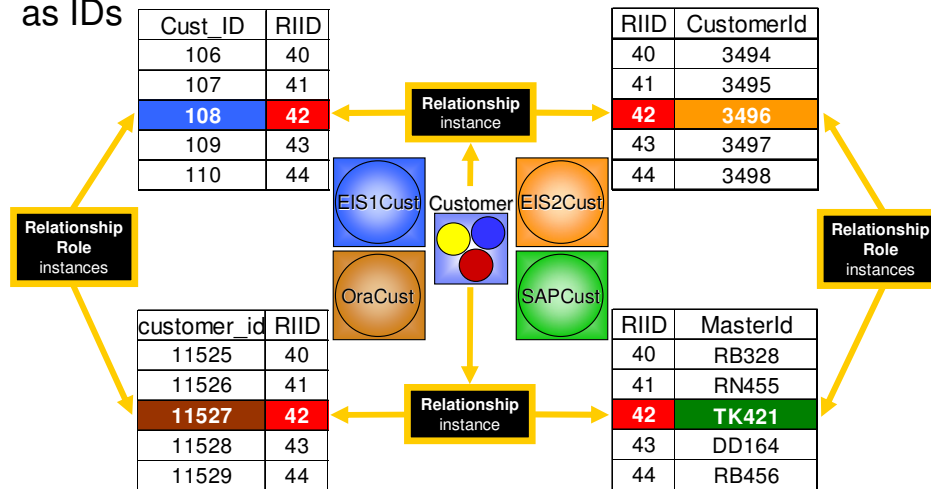 as IDs
Cust_ID RIID
106 40
107 41
108 42
109 43
110 44
RIID CustomerId
40 3494
41 3495
42 3496
43 3497
44 3498
Relationship
instance
EIS1Cust
Customer
EIS2Cust
OraCust
SAPCust
Relationship
Role
instances
Relationship
Role
instances
customer_id RIID
11525 40
11526 41
11527 42
11528 43
11529 44
Relationship
instance
RIID MasterId
40 RB328
41 RN455
42 TK421
43 DD164
44 RB456